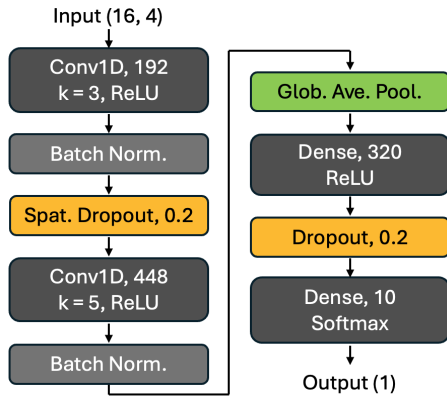 Input (16, 4)
Conv1D, 192
k = 3, ReLU
Batch Norm.
Spat. Dropout, 0.2
Conv1D, 448
k = 5, ReLU
Batch Norm.
Glob. Ave. Pool.
Dense, 320
ReLU
Dropout, 0.2
Dense, 10
Softmax
Output (1)